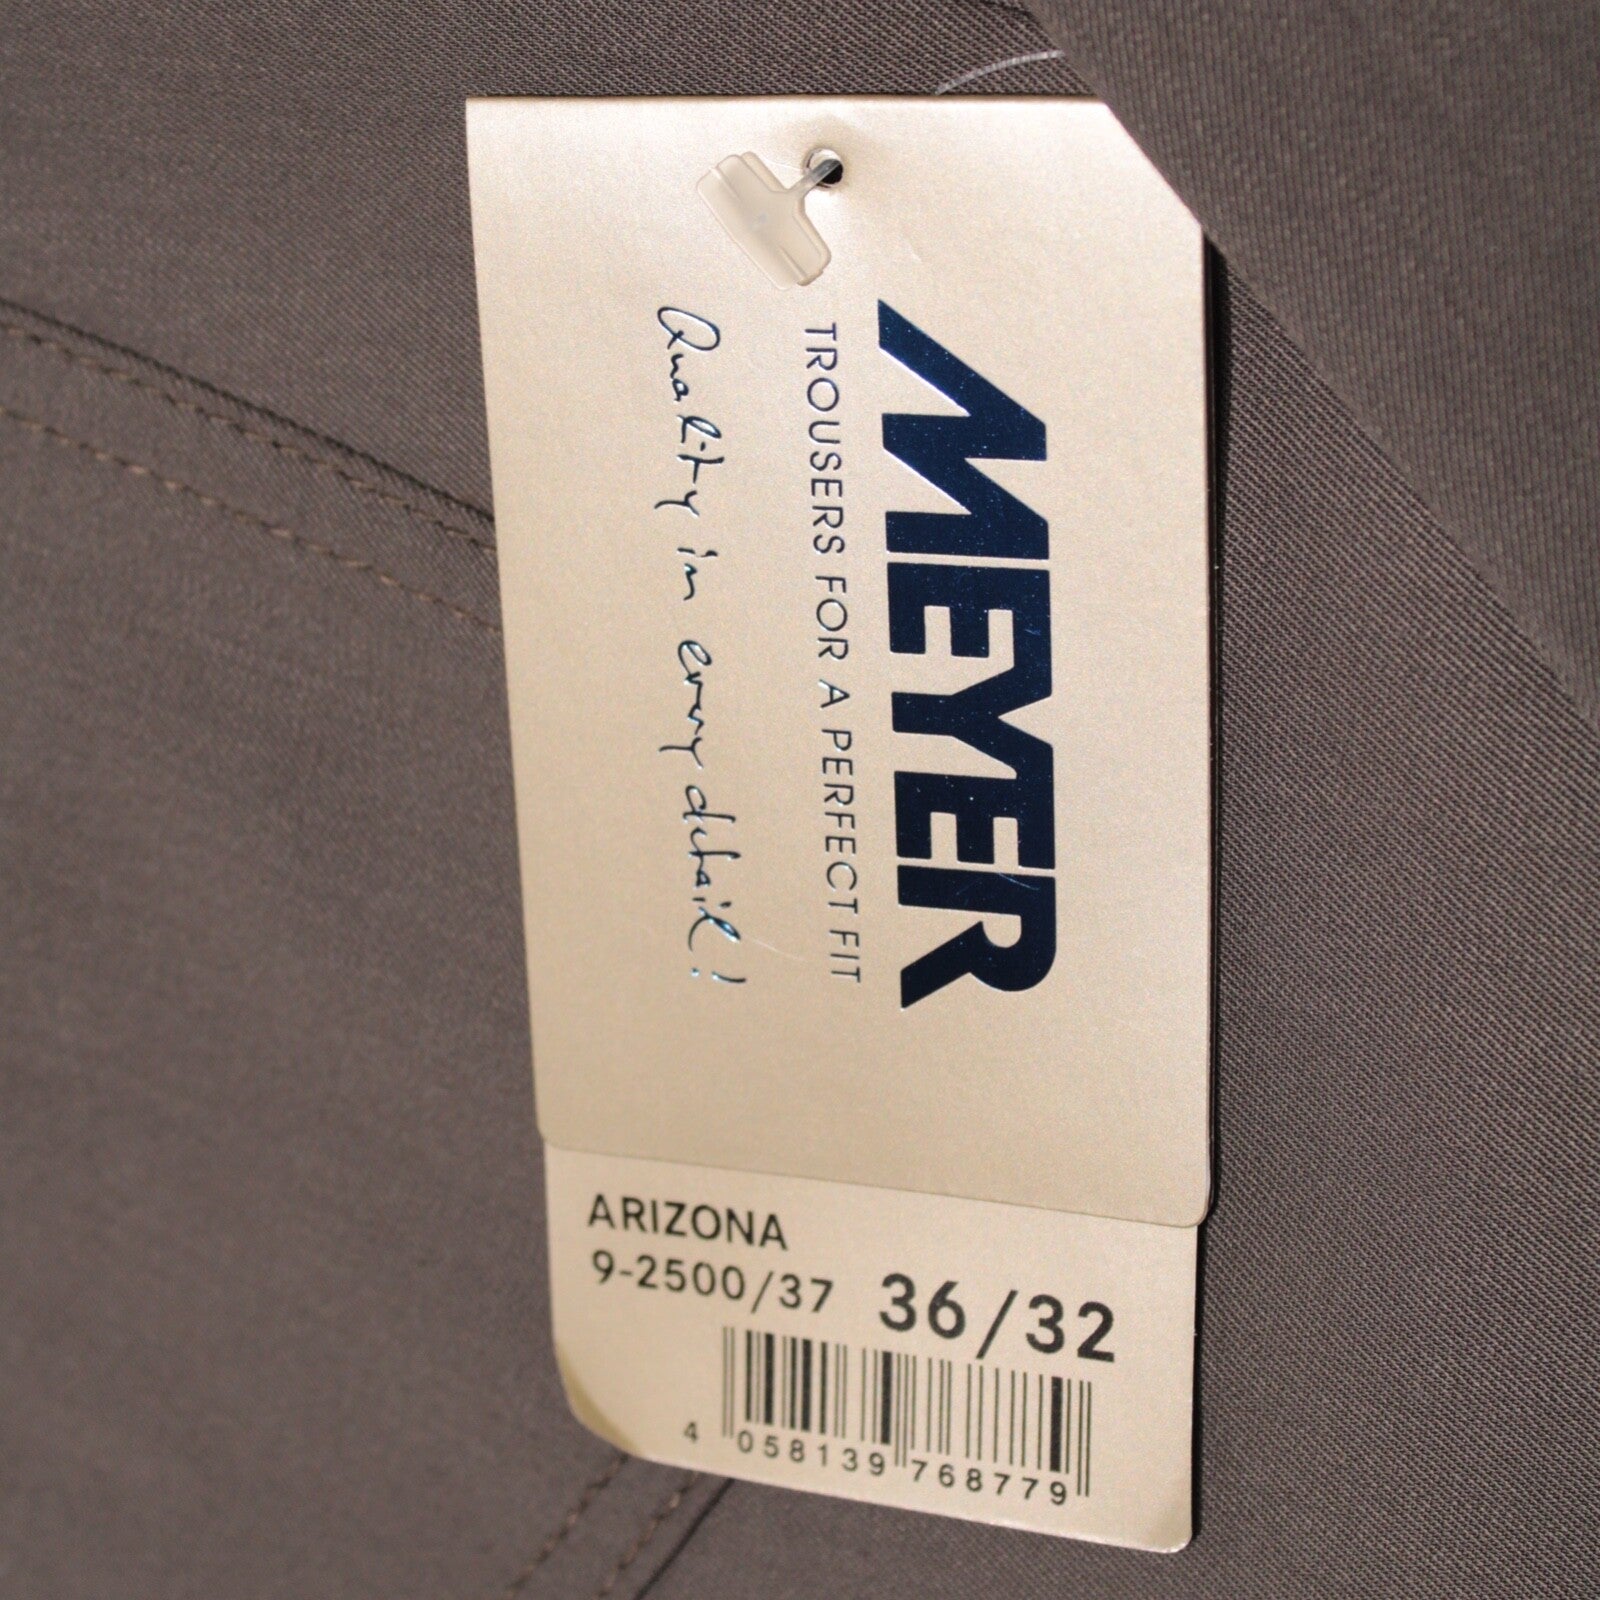 MEYER
TROUSERS FOR A PERFECT FIT
Quality in every detail!
ARIZONA
9-2500/37 36/32
4 058139 768779